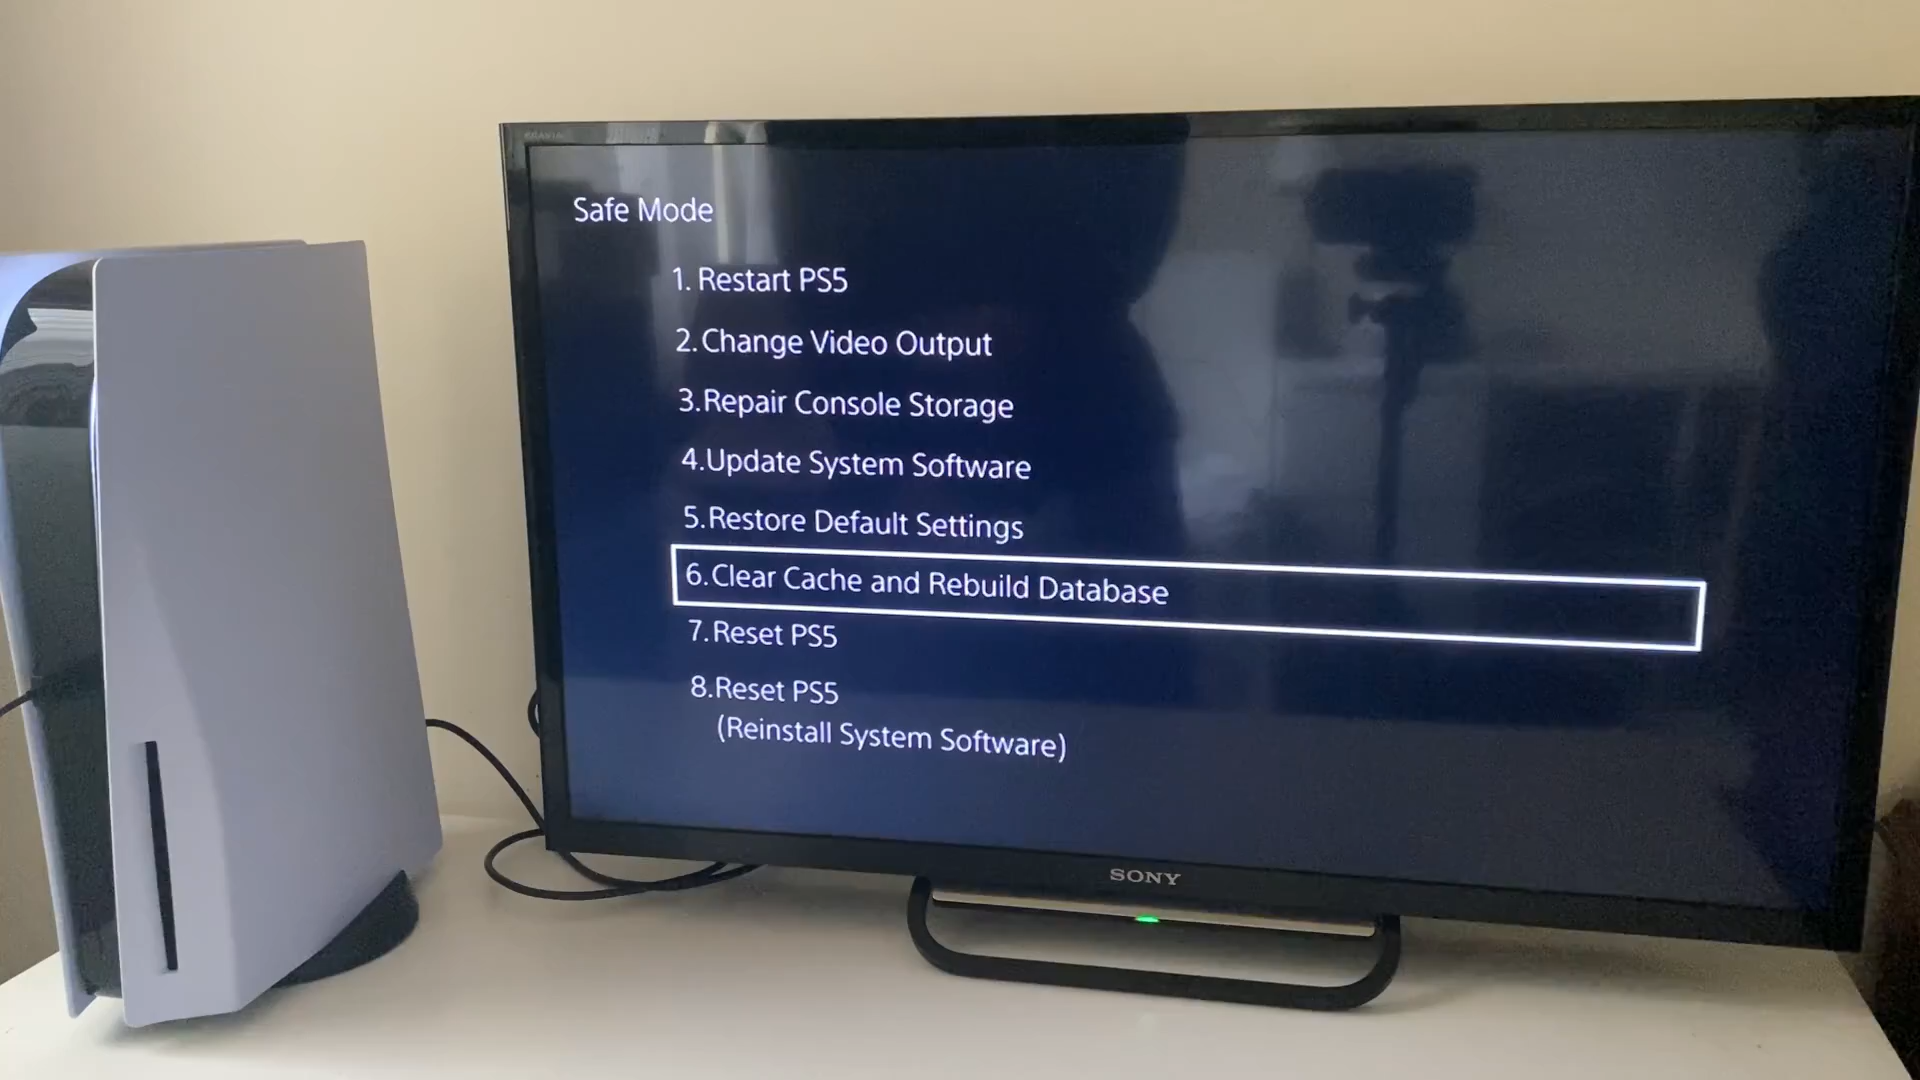 BRAVIA
Safe Mode
1. Restart PS5
2. Change Video Output
3.Repair Console Storage
4.Update System Software
5.Restore Default Settings
6.Clear Cache and Rebuild Database
7.Reset PS5
8.Reset PS5
(Reinstall System Software)
SONY